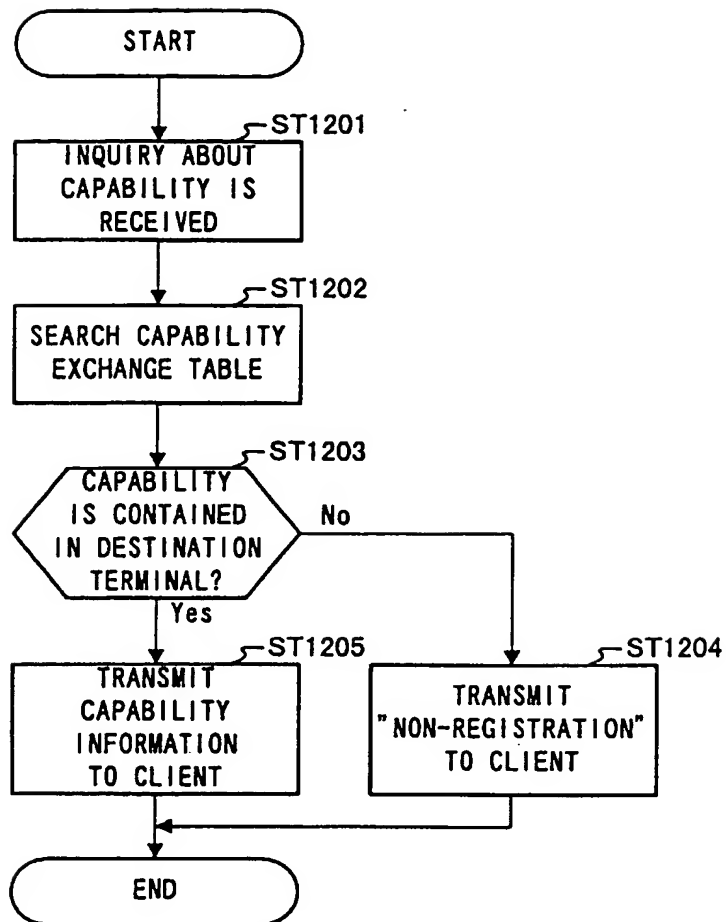 START
ST1201
INQUIRY ABOUT
CAPABILITY IS
RECEIVED
ST1202
SEARCH CAPABILITY
EXCHANGE TABLE
ST1203
CAPABILITY
IS CONTAINED
IN DESTINATION
TERMINAL?
No
Yes
ST1205
TRANSMIT
CAPABILITY
INFORMATION
TO CLIENT
ST1204
TRANSMIT
"NON-REGISTRATION"
TO CLIENT
END